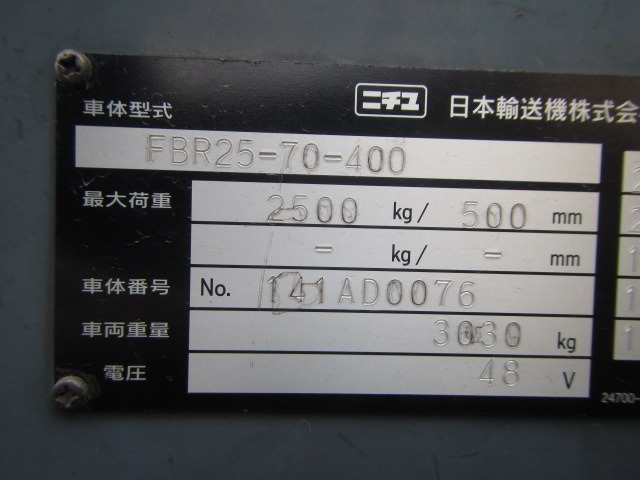 ニチユ 日本輸送機株式会
車体型式
FBR25-70-400
最大荷重 2500 kg/ 500 mm
- kg/ - mm
車体番号 No. 141AD0076
車両重量 3030 kg
電圧 48 V
24700-